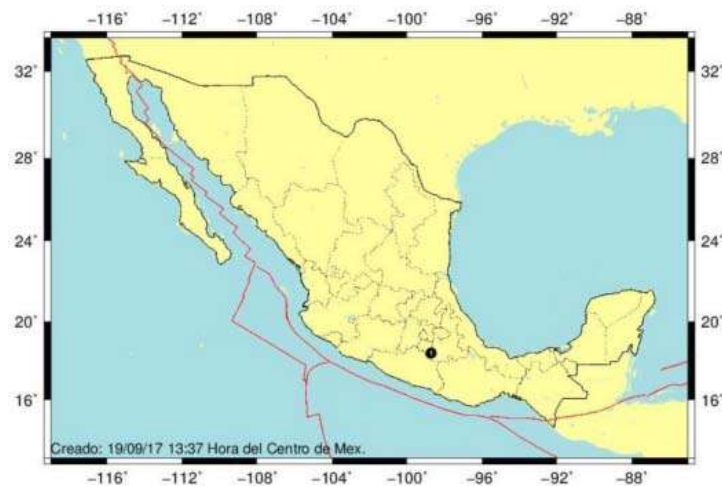 -116˚ -112˚ -108˚ -104˚ -100˚ -96˚ -92˚ -88˚
32˚ 32˚
28˚ 28˚
24˚ 24˚
20˚ 20˚
1
16˚ 16˚
Creado: 19/09/17 13:37 Hora del Centro de Mex.
-116˚ -112˚ -108˚ -104˚ -100˚ -96˚ -92˚ -88˚